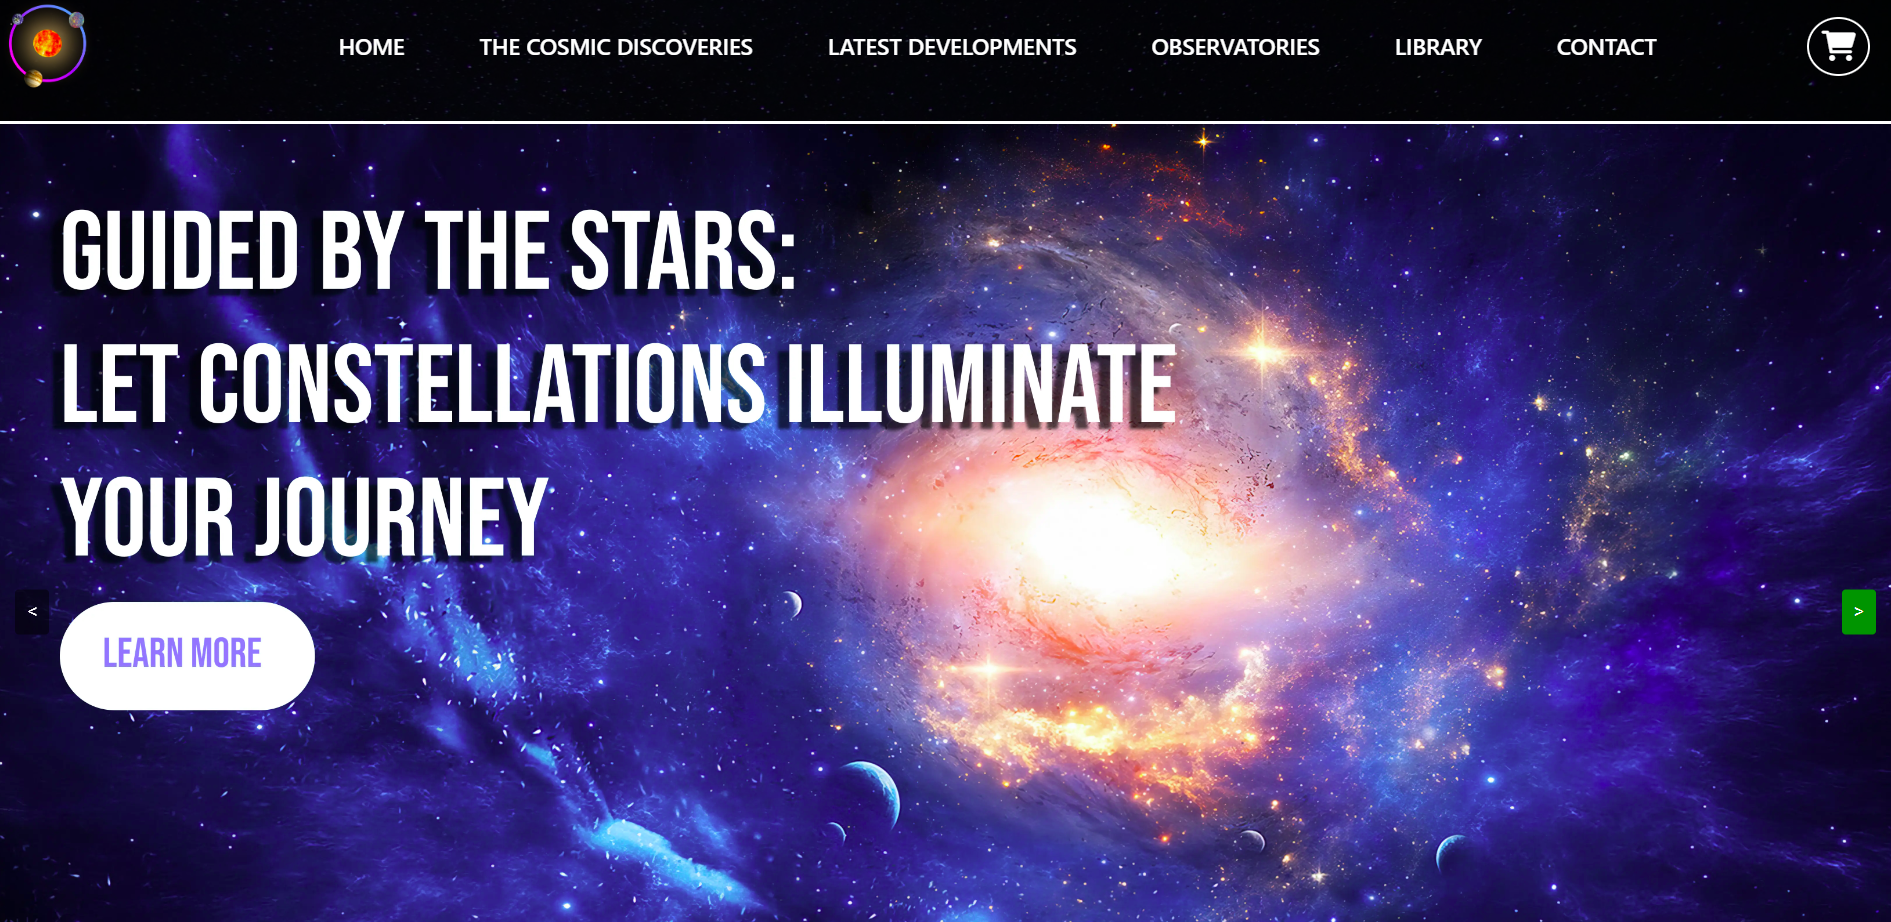 HOME THE COSMIC DISCOVERIES LATEST DEVELOPMENTS OBSERVATORIES LIBRARY CONTACT
GUIDED BY THE STARS:
LET CONSTELLATIONS ILLUMINATE
YOUR JOURNEY
< >
LEARN MORE